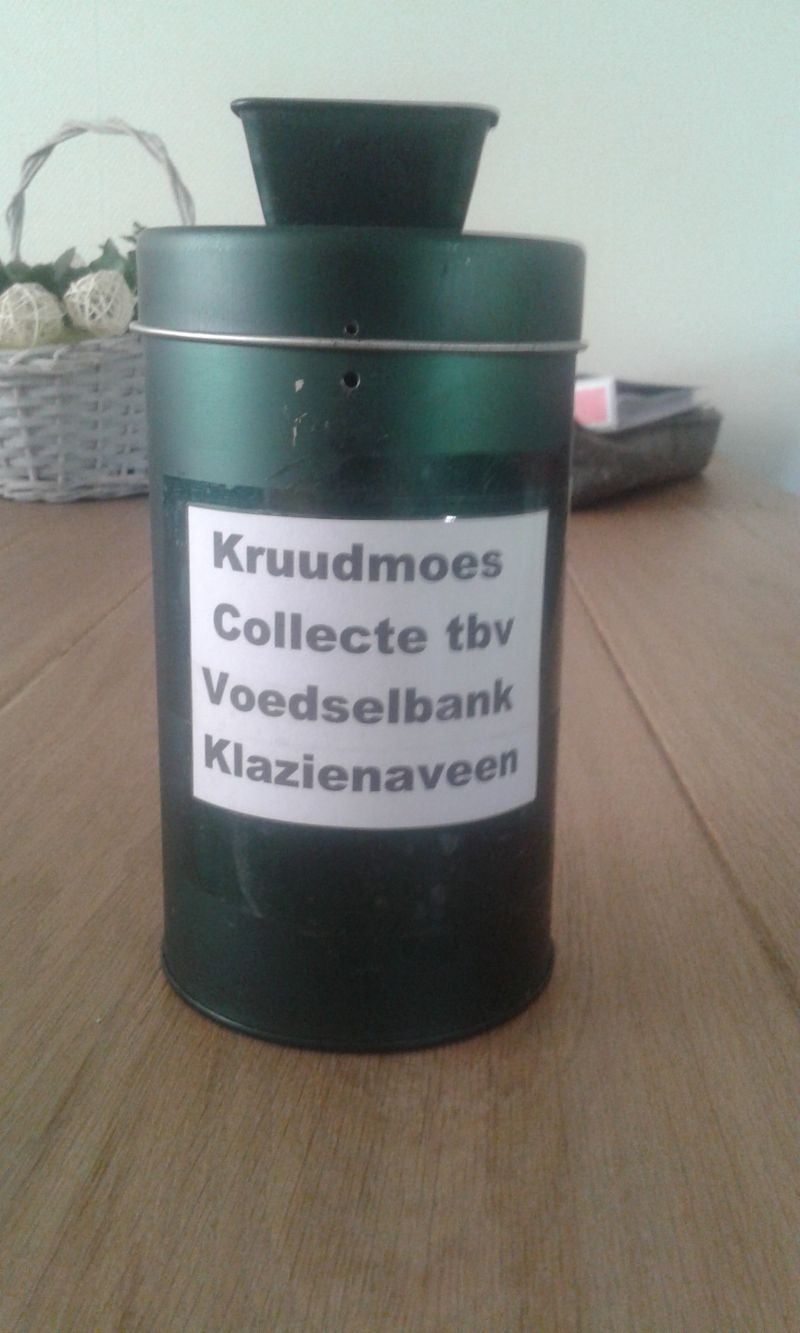 Kruudmoes
Collecte tbv
Voedselbank
Klazienaveen